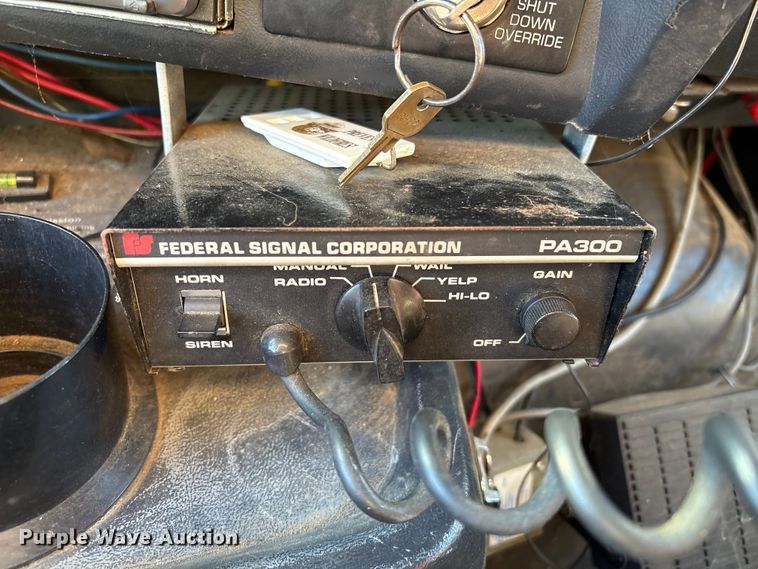 SHUT
DOWN
OVERRIDE
FEDERAL SIGNAL CORPORATION PA300
HORN MANUAL WAIL GAIN
RADIO YELP
HI-LO
SIREN OFF
Purple Wave Auction